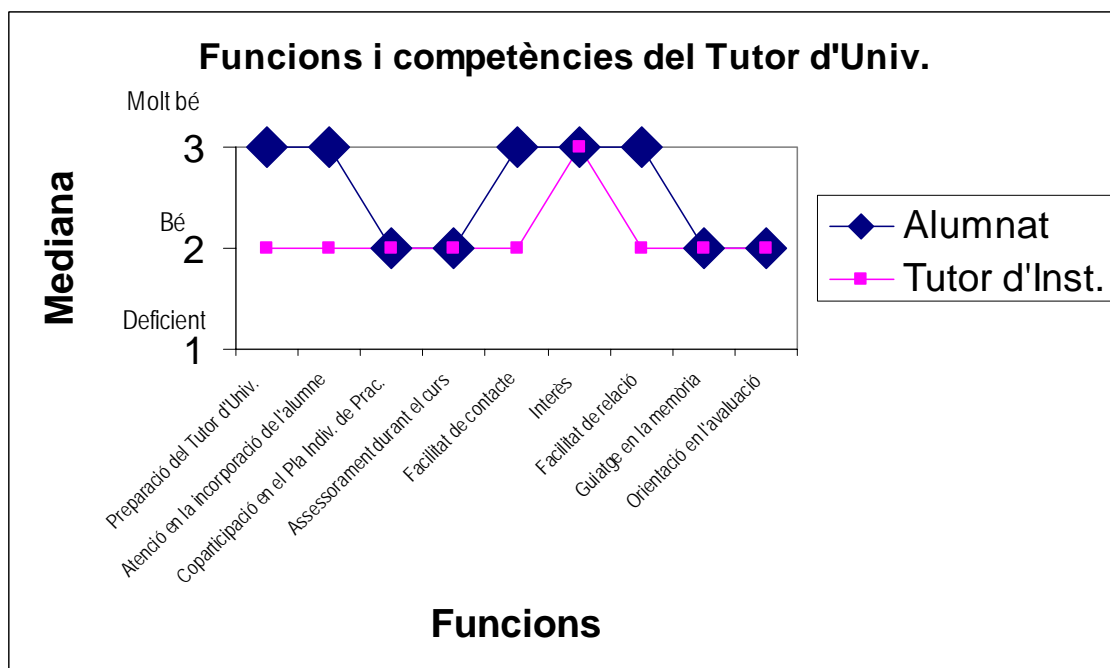 Funcions i competències del Tutor d'Univ.
Molt bé
3
Bé
2
Deficient
1
Mediana
Preparació del Tutor d'Univ.
Atenció en la incorporació de l'alumne
Coparticipació en el Pla Indiv. de Prac.
Assessorament durant el curs
Facilitat de contacte
Interès
Facilitat de relació
Guiatge en la memòria
Orientació en l'avaluació
Funcions
Alumnat
Tutor d'Inst.